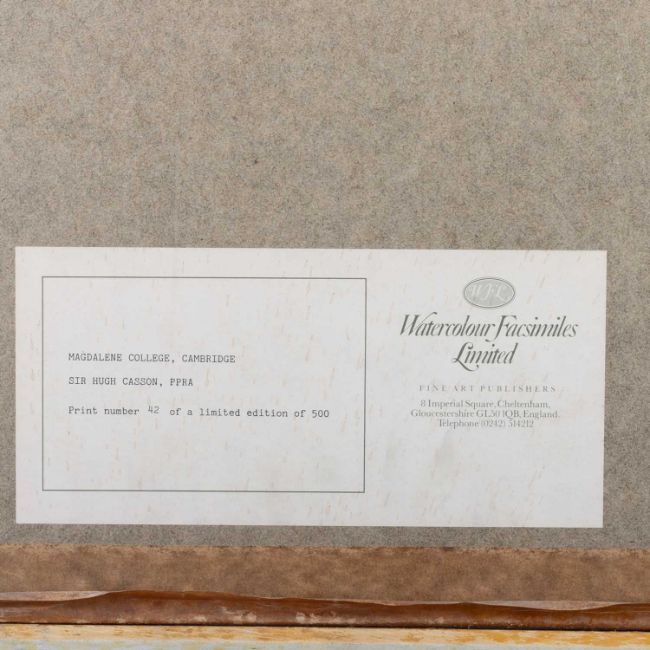 MAGDALENE COLLEGE, CAMBRIDGE
SIR HUGH CASSON, PPRA
Print number 42 of a limited edition of 500
WFL
Watercolour Facsimiles
Limited
FINE ART PUBLISHERS
8 Imperial Square, Cheltenham,
Gloucestershire GL50 1QB, England.
Telephone (0242) 514212